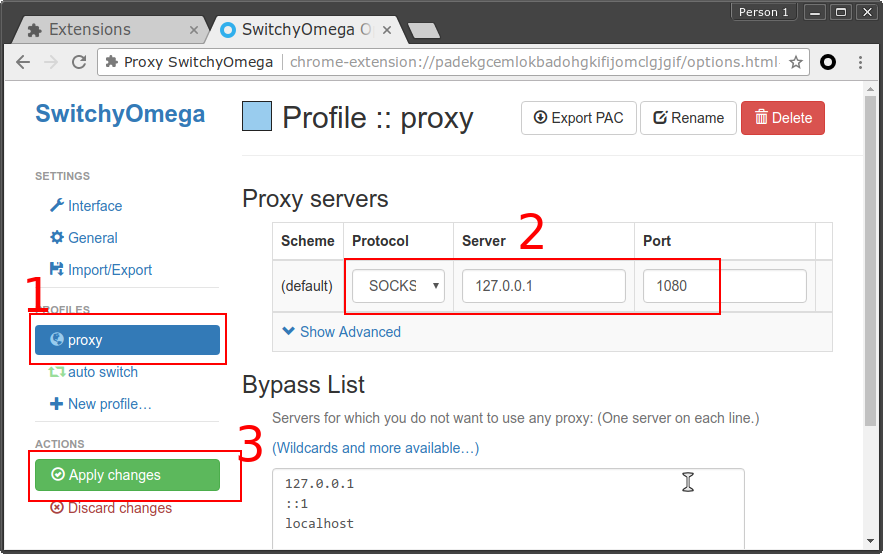 Person 1
Extensions
SwitchyOmega O
Proxy SwitchyOmega | chrome-extension://padekgcemlokbadohgkifijomclgjgif/options.html
SwitchyOmega
Profile :: proxy
Export PAC
Rename
Delete
SETTINGS
Interface
General
Import/Export
1
PROFILES
proxy
auto switch
New profile…
ACTIONS
3
Apply changes
Discard changes
Proxy servers
2
Scheme Protocol Server Port
(default) SOCKS 127.0.0.1 1080
Show Advanced
Bypass List
Servers for which you do not want to use any proxy: (One server on each line.)
(Wildcards and more available…)
127.0.0.1
::1
localhost